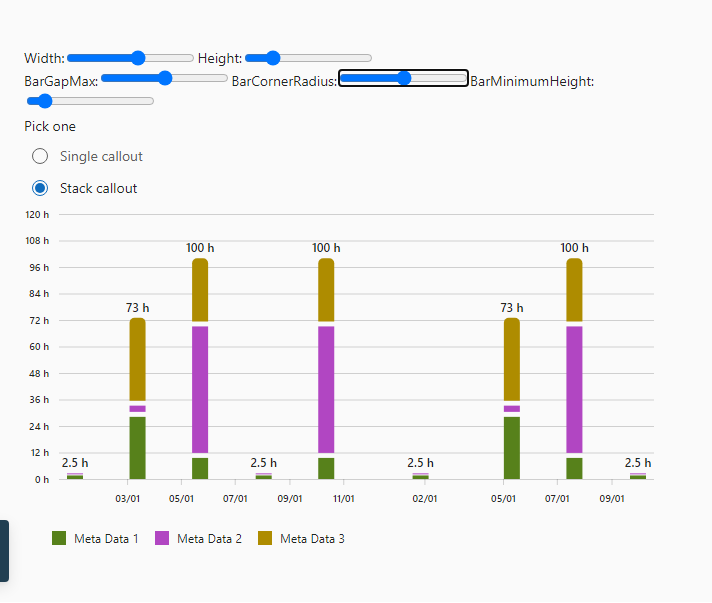 Width: Height:
BarGapMax: BarCornerRadius: BarMinimumHeight:
Pick one
Single callout
Stack callout
120 h
108 h
96 h
84 h
72 h
60 h
48 h
36 h
24 h
12 h
0 h
2.5 h 73 h 100 h 2.5 h 100 h 2.5 h 73 h 100 h 2.5 h
03/01 05/01 07/01 09/01 11/01 02/01 05/01 07/01 09/01
Meta Data 1 Meta Data 2 Meta Data 3